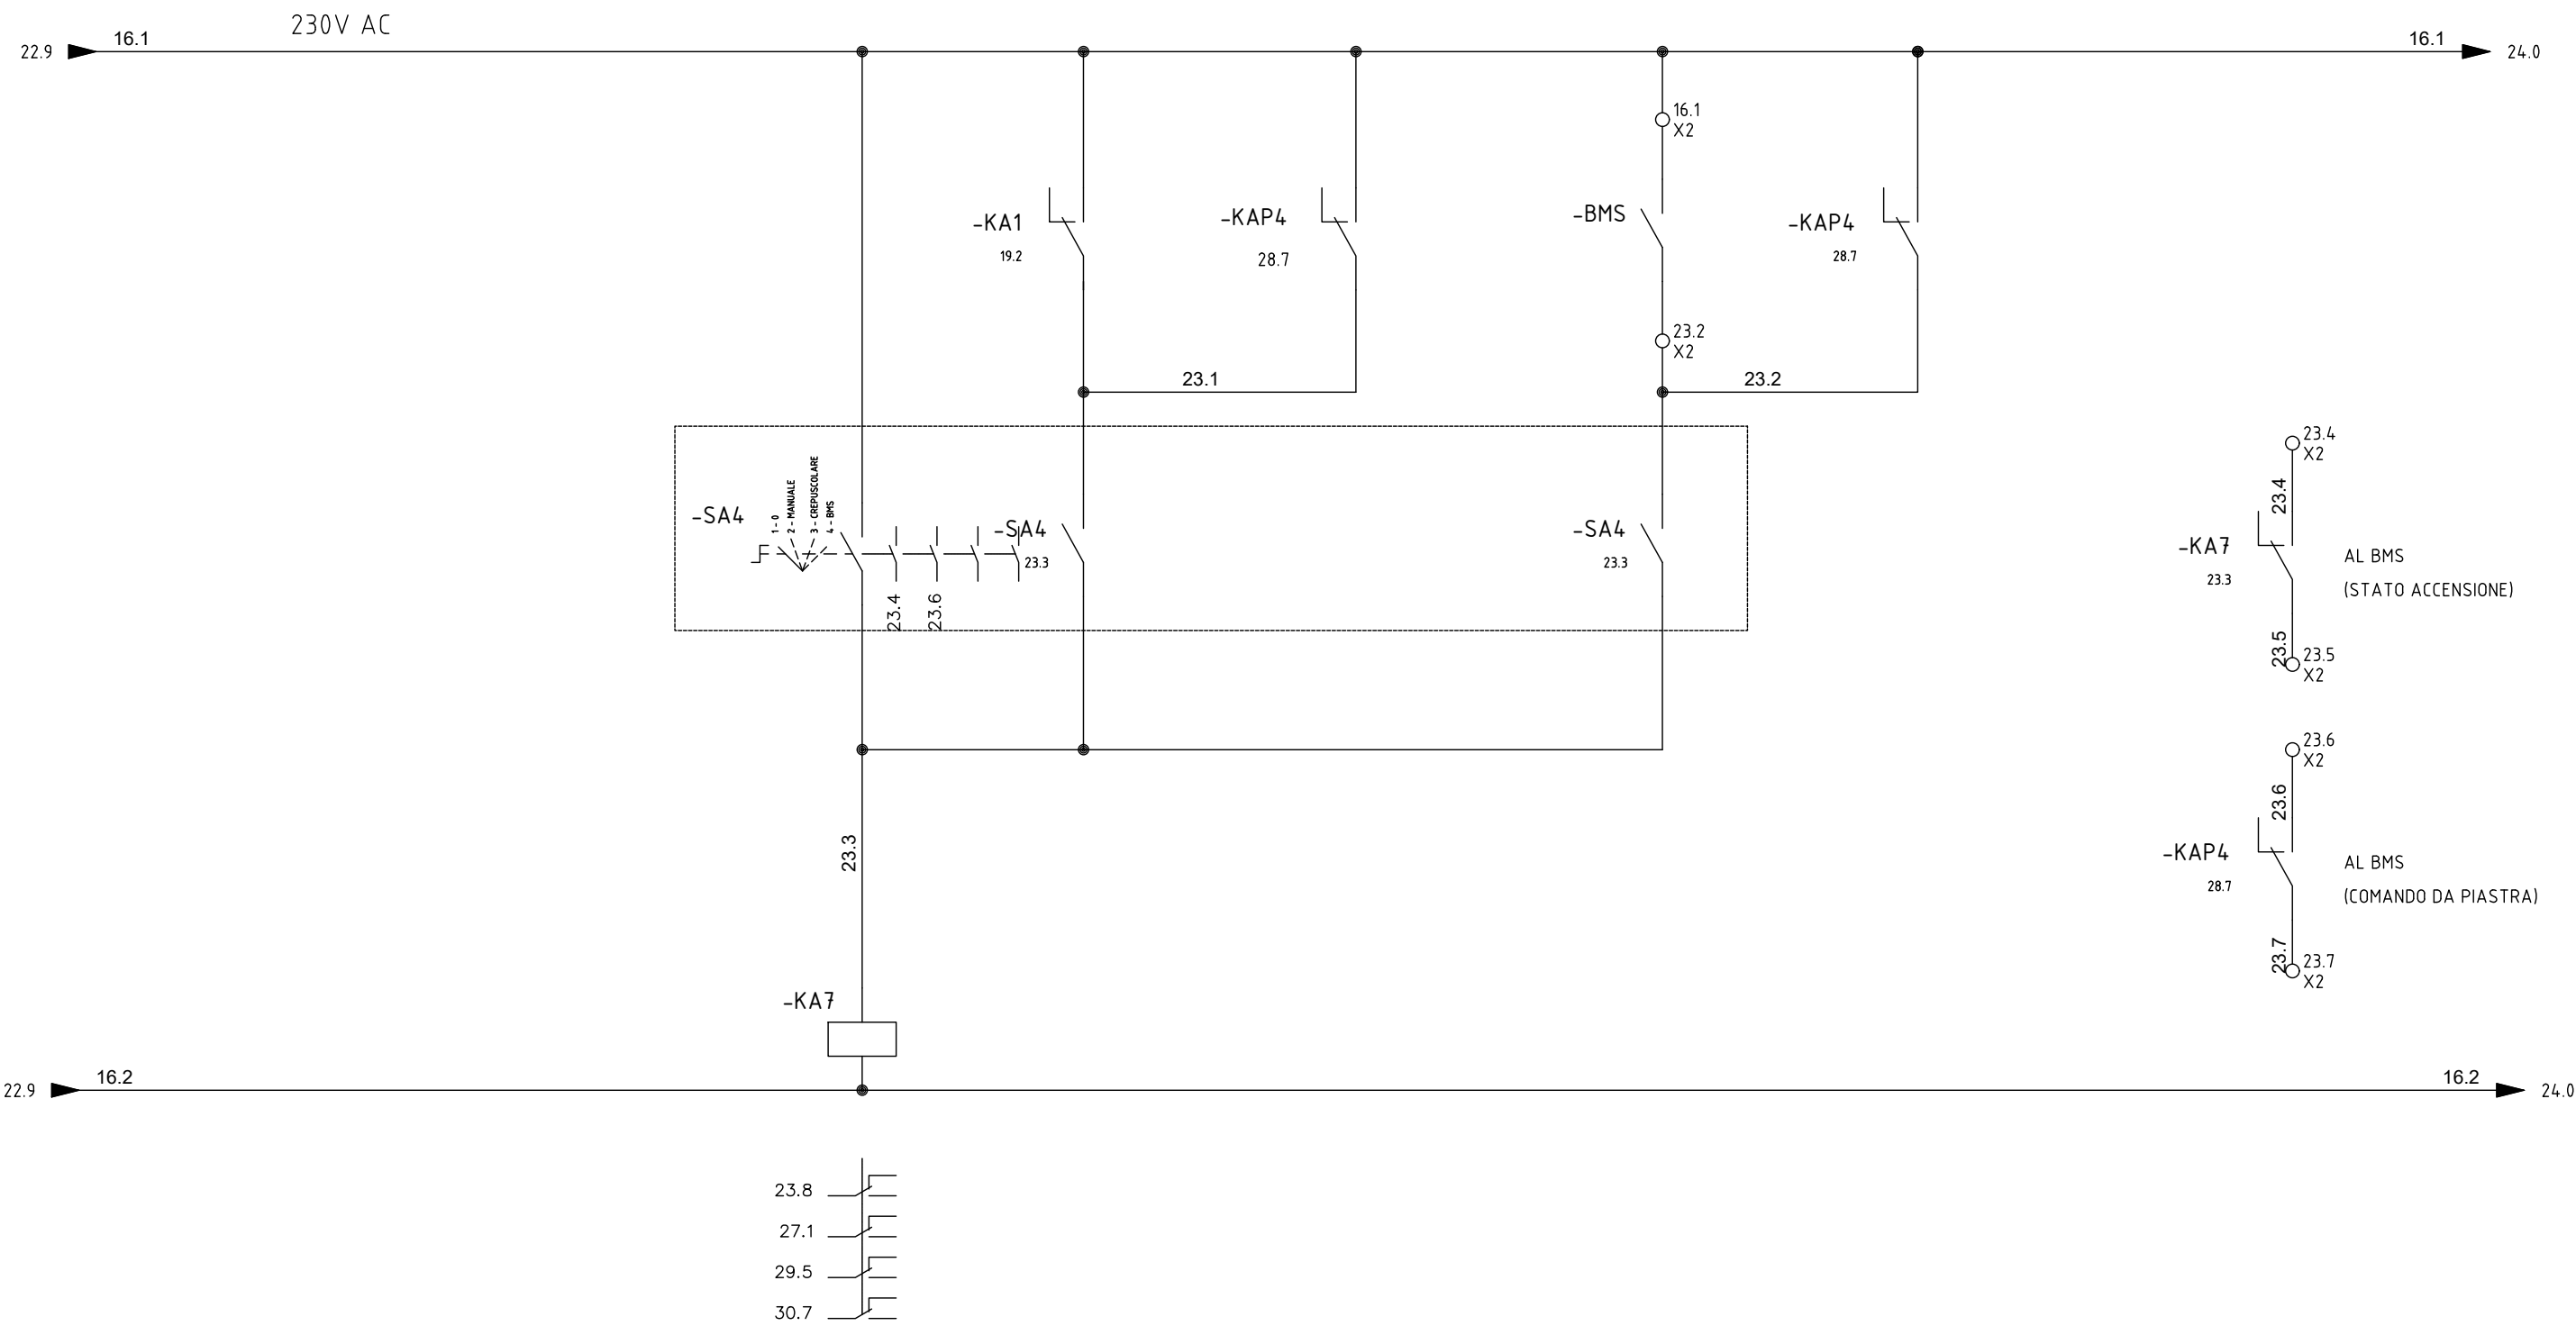 230V AC
22.9
16.1
16.1
24.0
16.1
X2
-KA1
19.2
-KAP4
28.7
-BMS
-KAP4
28.7
23.2
X2
23.1
23.2
-SA4
1 - 0
2 - MANUALE
3 - CREPUSCOLARE
4 - BMS
23.4
23.6
-SA4
23.3
-SA4
23.3
23.4
X2
23.4
-KA7
23.3
AL BMS
(STATO ACCENSIONE)
23.5
23.5
X2
23.6
X2
23.6
-KAP4
28.7
AL BMS
(COMANDO DA PIASTRA)
23.7
23.7
X2
23.3
-KA7
22.9
16.2
16.2
24.0
23.8
27.1
29.5
30.7